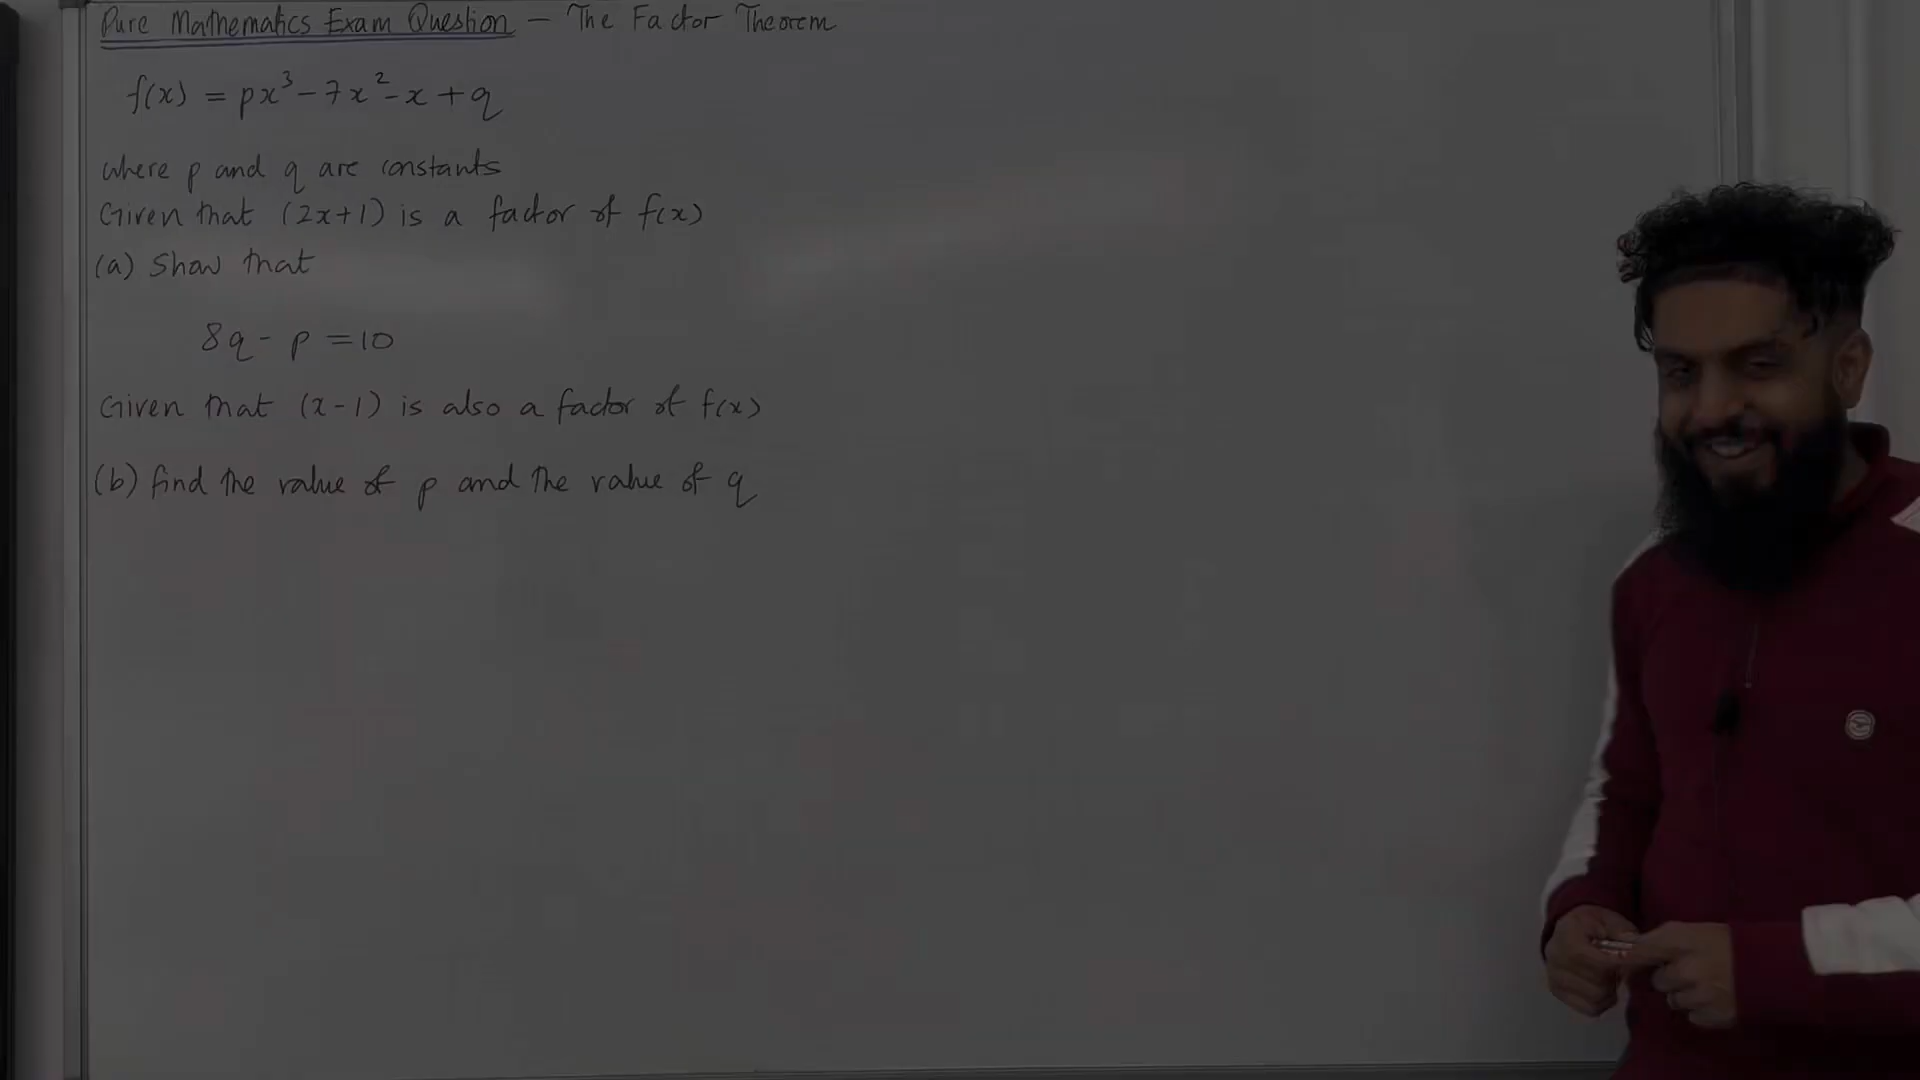 Pure Mathematics Exam Question - The Factor Theorem
f(x) = px³ - 7x² - x + q
where p and q are constants
Given that (2x+1) is a factor of f(x)
(a) Show that
8q - p = 10
Given that (x-1) is also a factor of f(x)
(b) find the value of p and the value of q